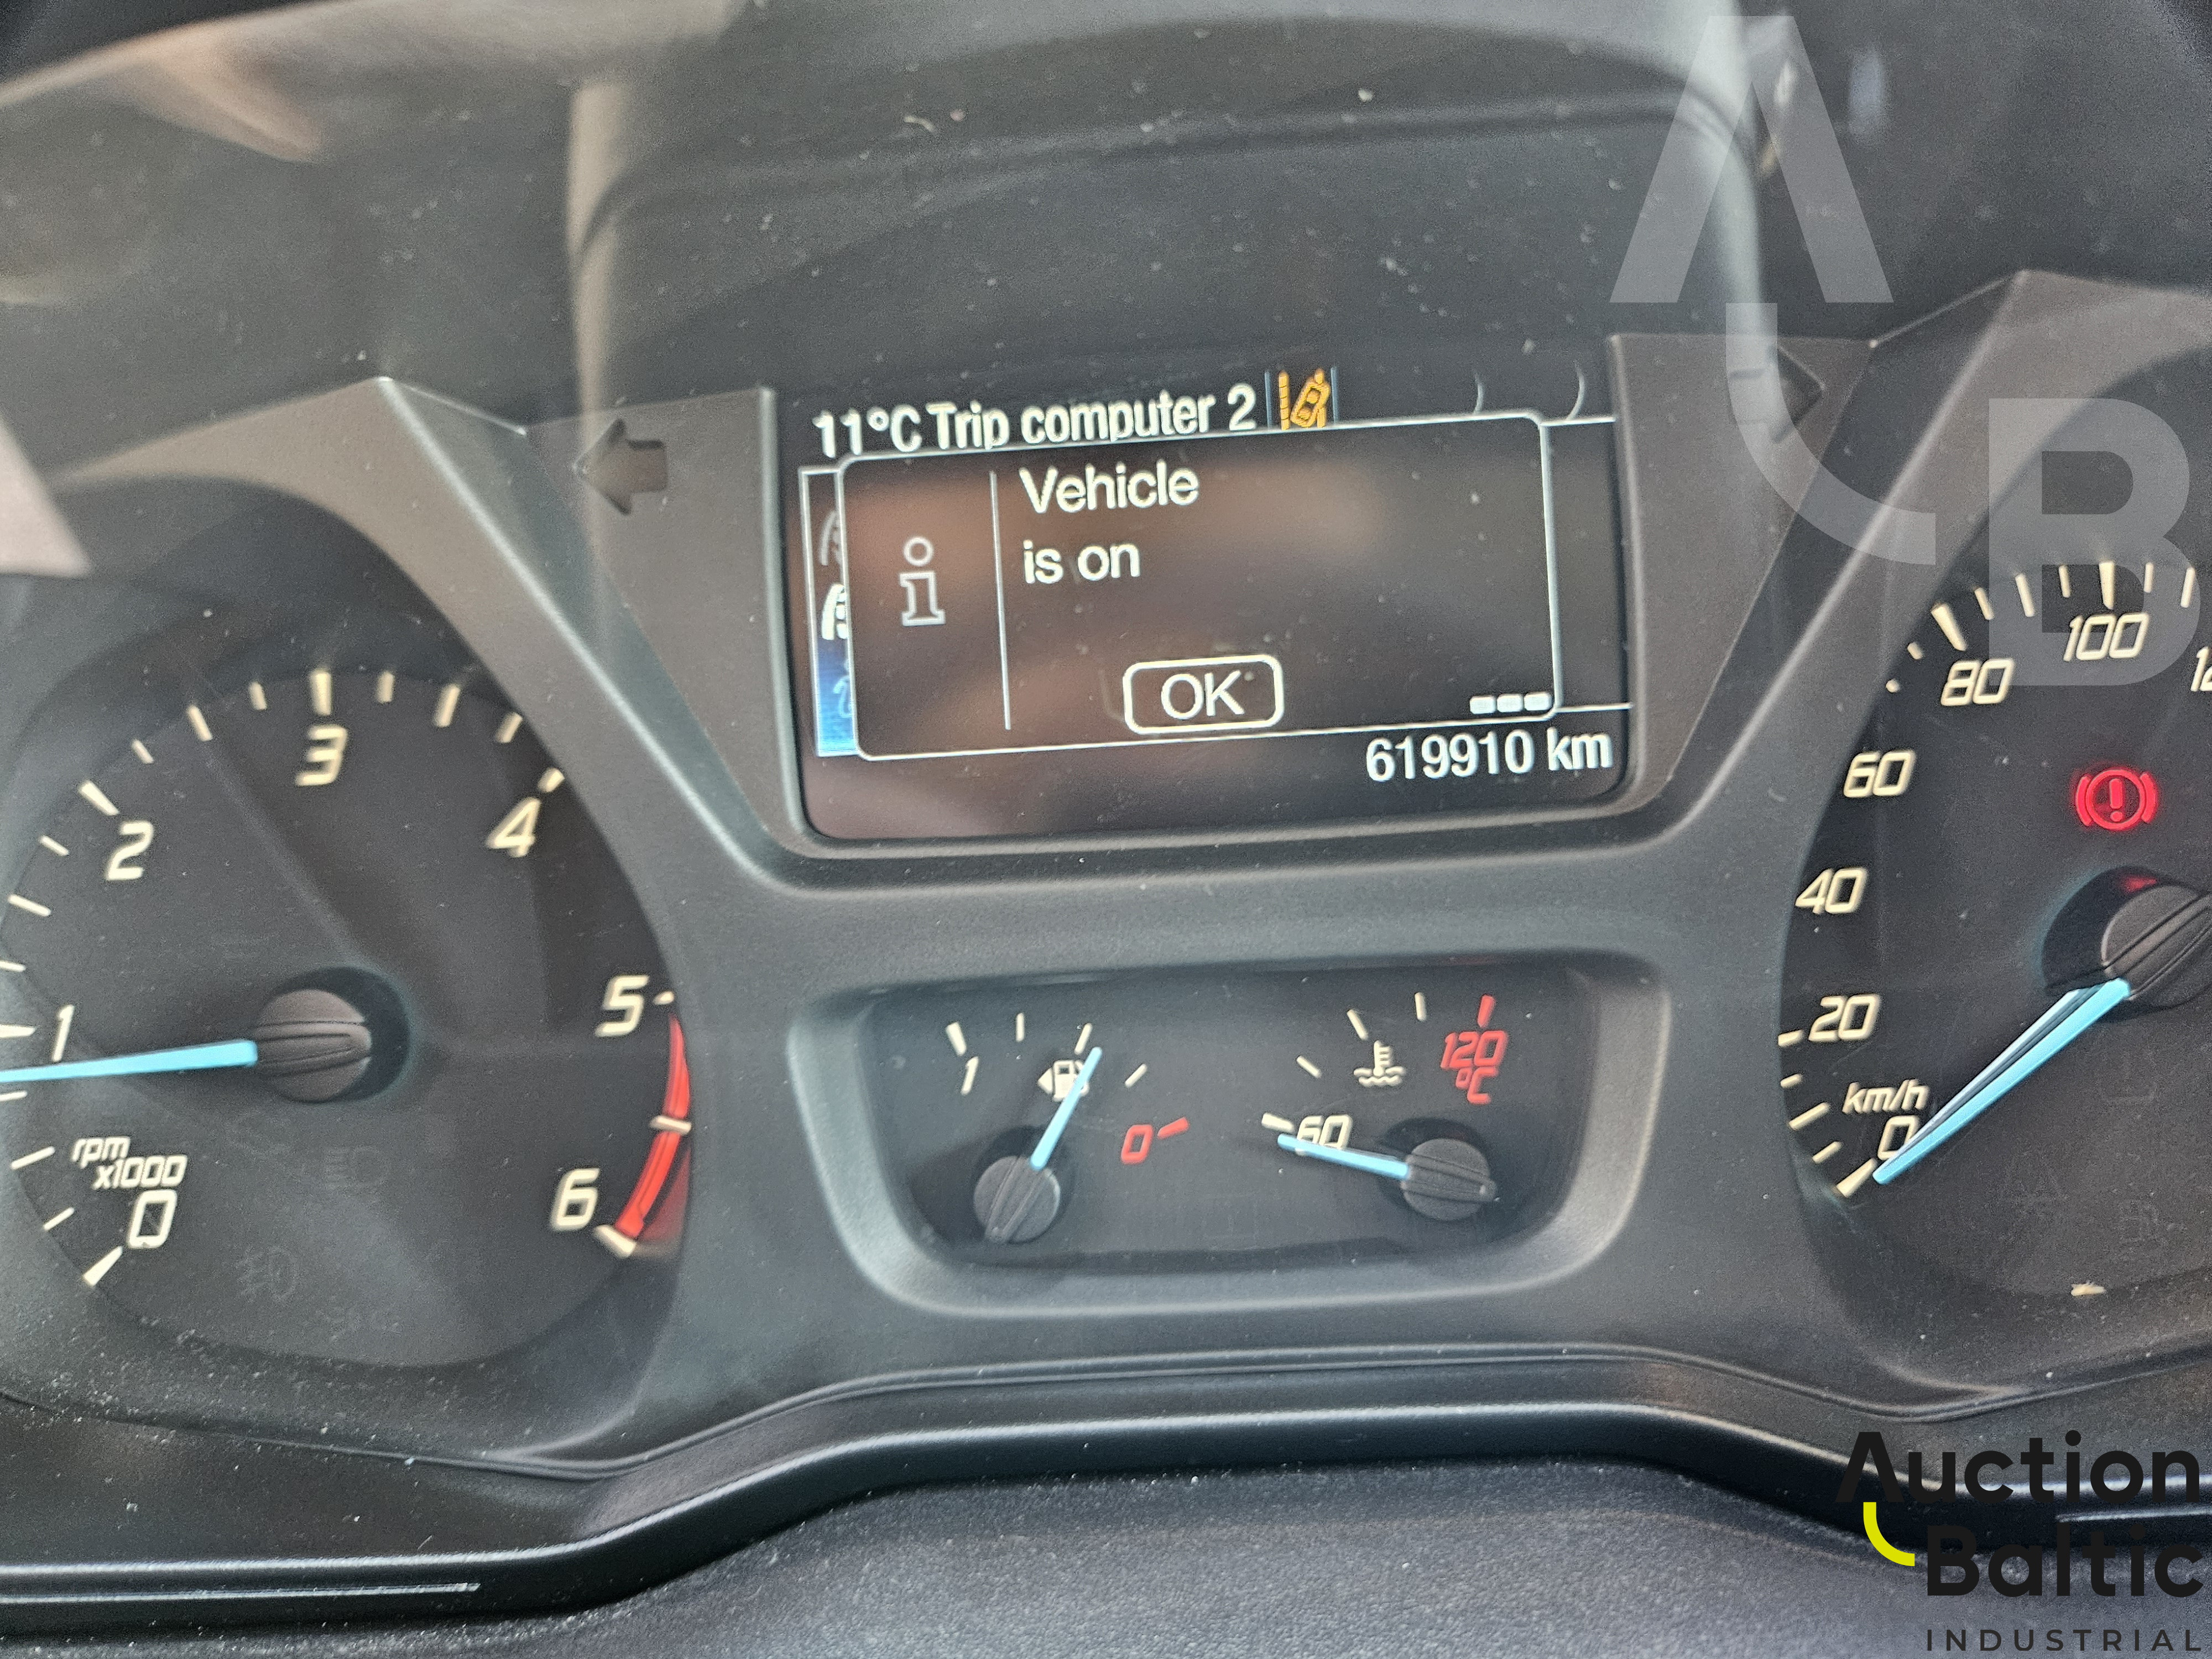 11°C Trip computer 2
Vehicle
is on
OK
619910 km
1
2
3
4
5
6
rpm
x1000
0
1
0
60
120
°C
0
20
40
60
80
100
km/h
AB
Auction
Baltic
INDUSTRIAL